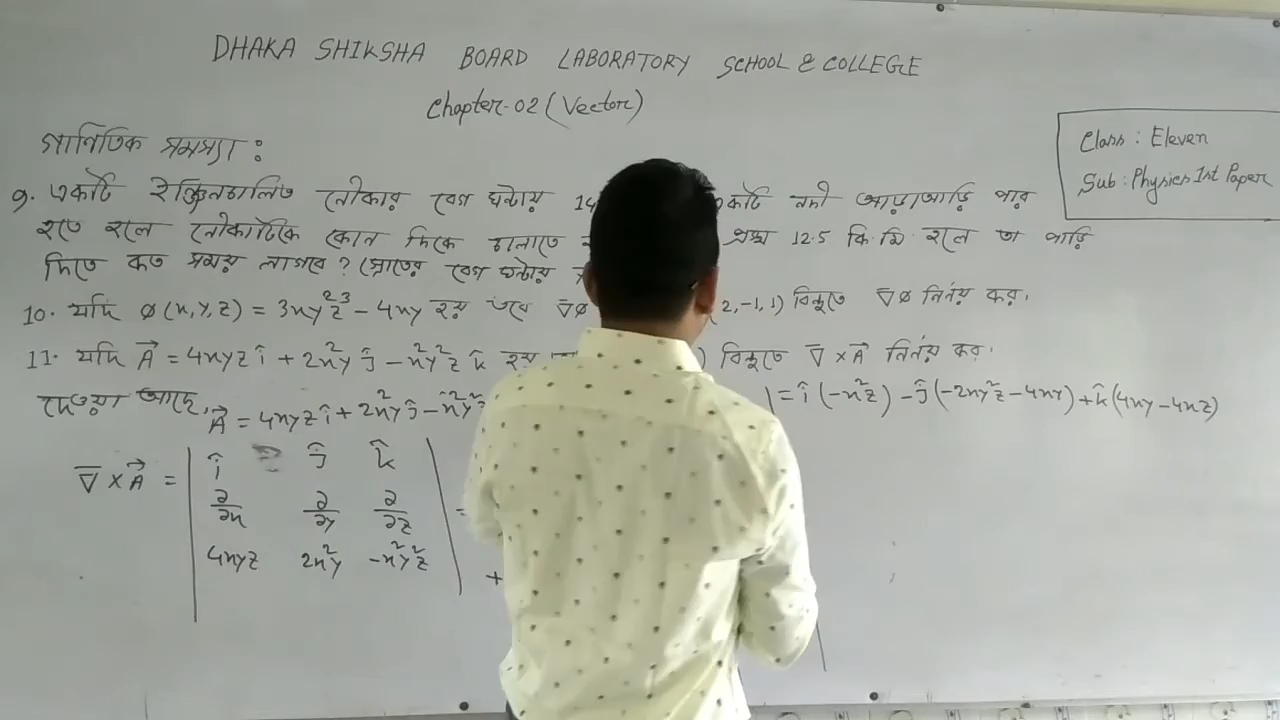 DHAKA SHIKSHA BOARD LABORATORY SCHOOL & COLLEGE
Chapter-02 (Vector)
Class : Eleven
Sub : Physics 1st Paper
গাণিতিক সমস্যা :
9. একটি ইঞ্জিনচালিত নৌকার বেগ ঘন্টায় 14 একটি নদী আড়াআড়ি পার
হতে হলে নৌকাটিকে কোন দিকে চালাতে প্রস্থ 12.5 কি.মি হলে তা পাড়ি
দিতে কত সময় লাগবে? স্রোতের বেগ ঘন্টায়
10. যদি φ(x,y,z) = 3xy²z³ - 4xy হয় তবে ∇φ (2,-1,1) বিন্দুতে ∇φ নির্ণয় কর।
11. যদি A⃗ = 4xyz î + 2x²y ĵ - x²y²z k̂ হয় ) বিন্দুতে ∇ × A⃗ নির্ণয় কর।
দেওয়া আছে, A⃗ = 4xyz î + 2x²y ĵ - x²y²
= î (-x²z) - ĵ (-2xy²z - 4xy) + k̂ (4xy - 4xz)
∇ × A⃗ = | î ĵ k̂ |
∂/∂x ∂/∂y ∂/∂z =
4xyz 2x²y -x²y²z
+